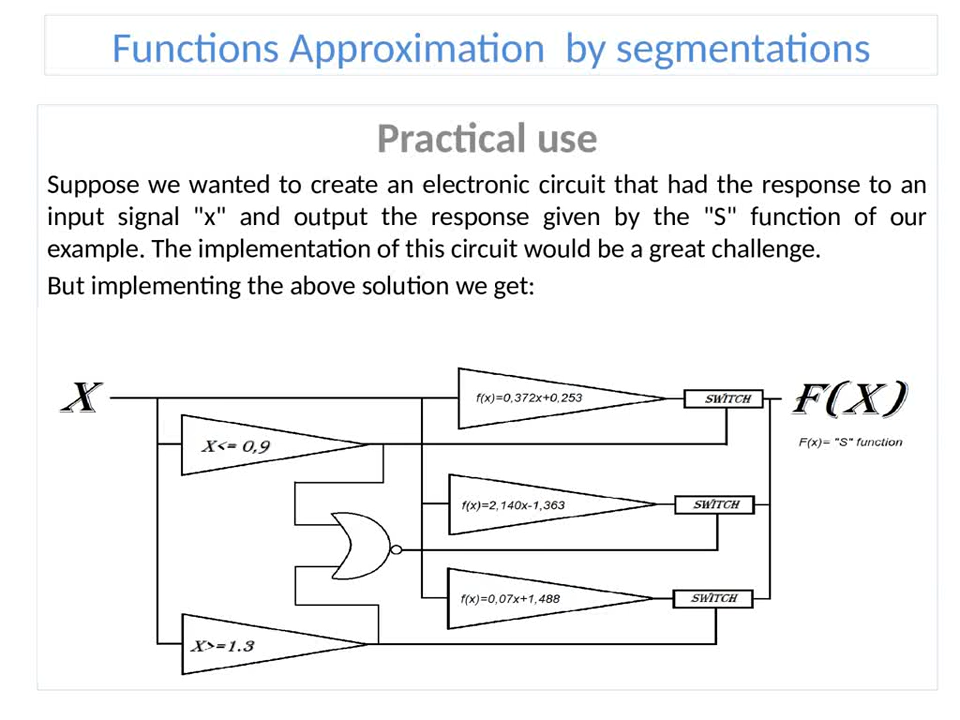 Functions Approximation by segmentations
Practical use
Suppose we wanted to create an electronic circuit that had the response to an
input signal "x" and output the response given by the "S" function of our
example. The implementation of this circuit would be a great challenge.
But implementing the above solution we get:
X
f(x)=0,372x+0,253
SWITCH
F(X)
X<= 0,9
F(x)= "S" function
f(x)=2,140x-1,363
SWITCH
f(x)=0,07x+1,488
SWITCH
X>=1.3